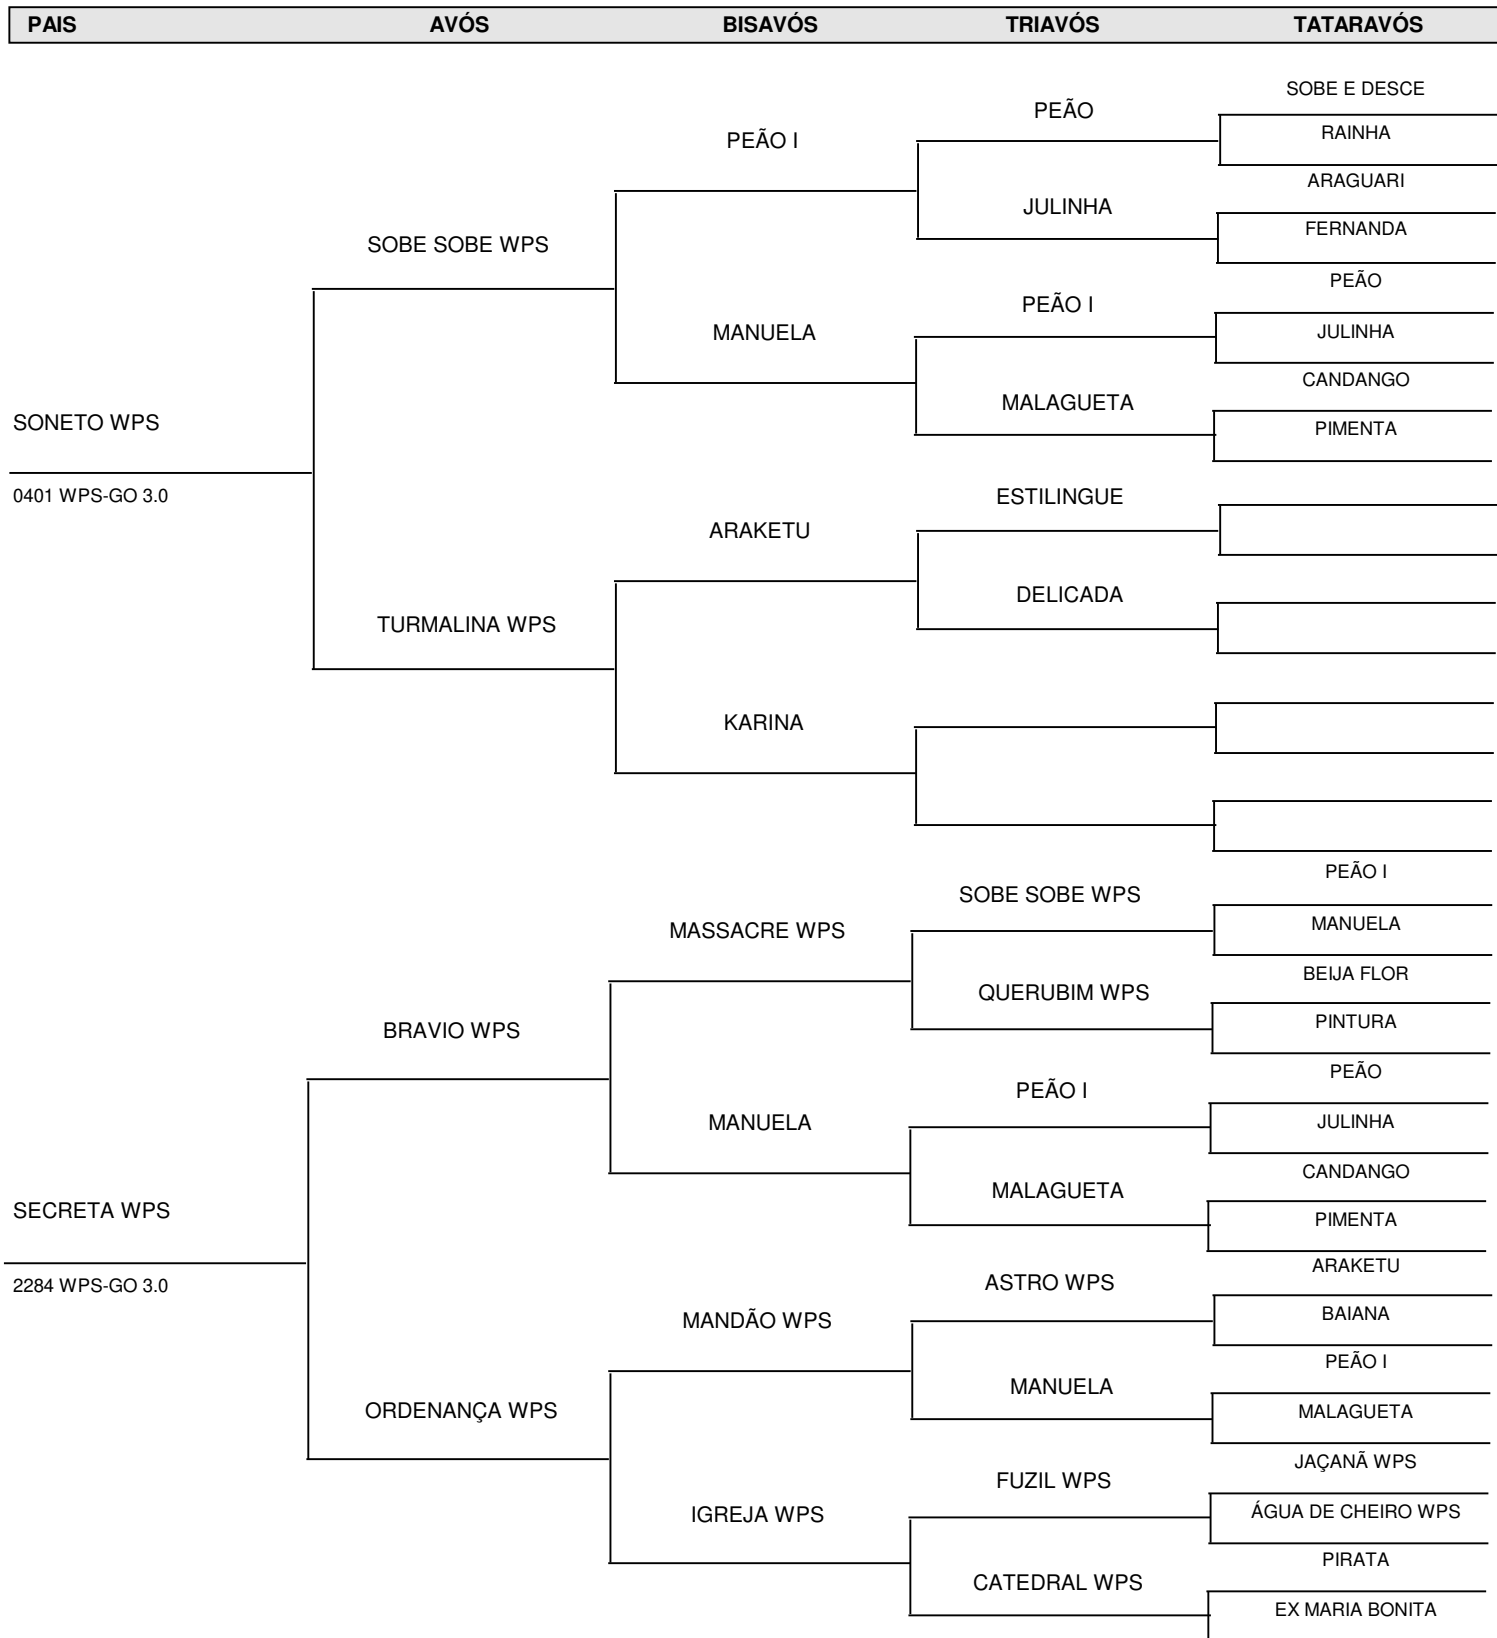 PAIS AVÓS BISAVÓS TRIAVÓS TATARAVÓS
SOBE E DESCE
PEÃO
RAINHA
PEÃO I
ARAGUARI
JULINHA
FERNANDA
SOBE SOBE WPS
PEÃO
PEÃO I
JULINHA
MANUELA
CANDANGO
MALAGUETA
SONETO WPS
PIMENTA
0401 WPS-GO 3.0
ESTILINGUE
ARAKETU
DELICADA
TURMALINA WPS
KARINA
PEÃO I
SOBE SOBE WPS
MANUELA
MASSACRE WPS
BEIJA FLOR
QUERUBIM WPS
PINTURA
BRAVIO WPS
PEÃO
PEÃO I
JULINHA
MANUELA
CANDANGO
MALAGUETA
SECRETA WPS
PIMENTA
ARAKETU
2284 WPS-GO 3.0
ASTRO WPS
BAIANA
MANDÃO WPS
PEÃO I
MANUELA
ORDENANÇA WPS
MALAGUETA
JAÇANÃ WPS
FUZIL WPS
ÁGUA DE CHEIRO WPS
IGREJA WPS
PIRATA
CATEDRAL WPS
EX MARIA BONITA